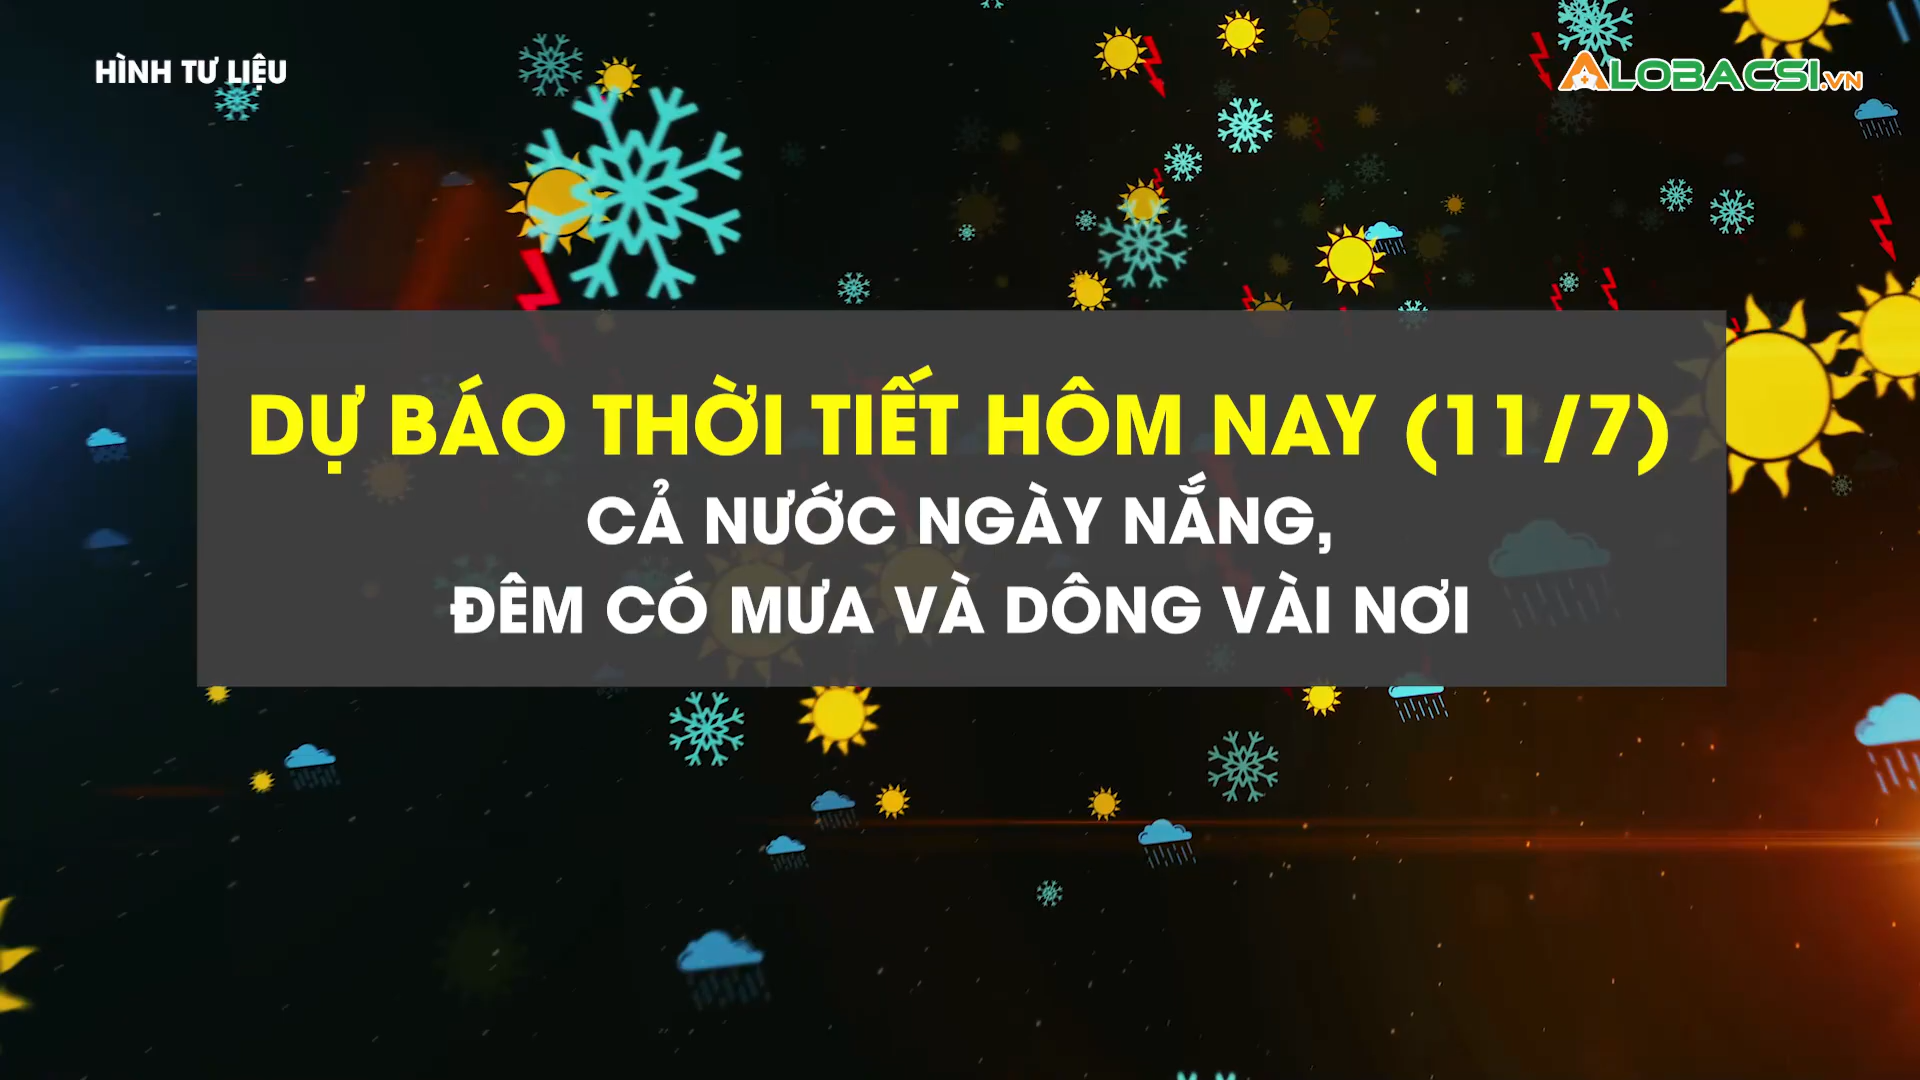 HÌNH TƯ LIỆU
ALOBACSI.VN
DỰ BÁO THỜI TIẾT HÔM NAY (11/7)
CẢ NƯỚC NGÀY NẮNG,
ĐÊM CÓ MƯA VÀ DÔNG VÀI NƠI